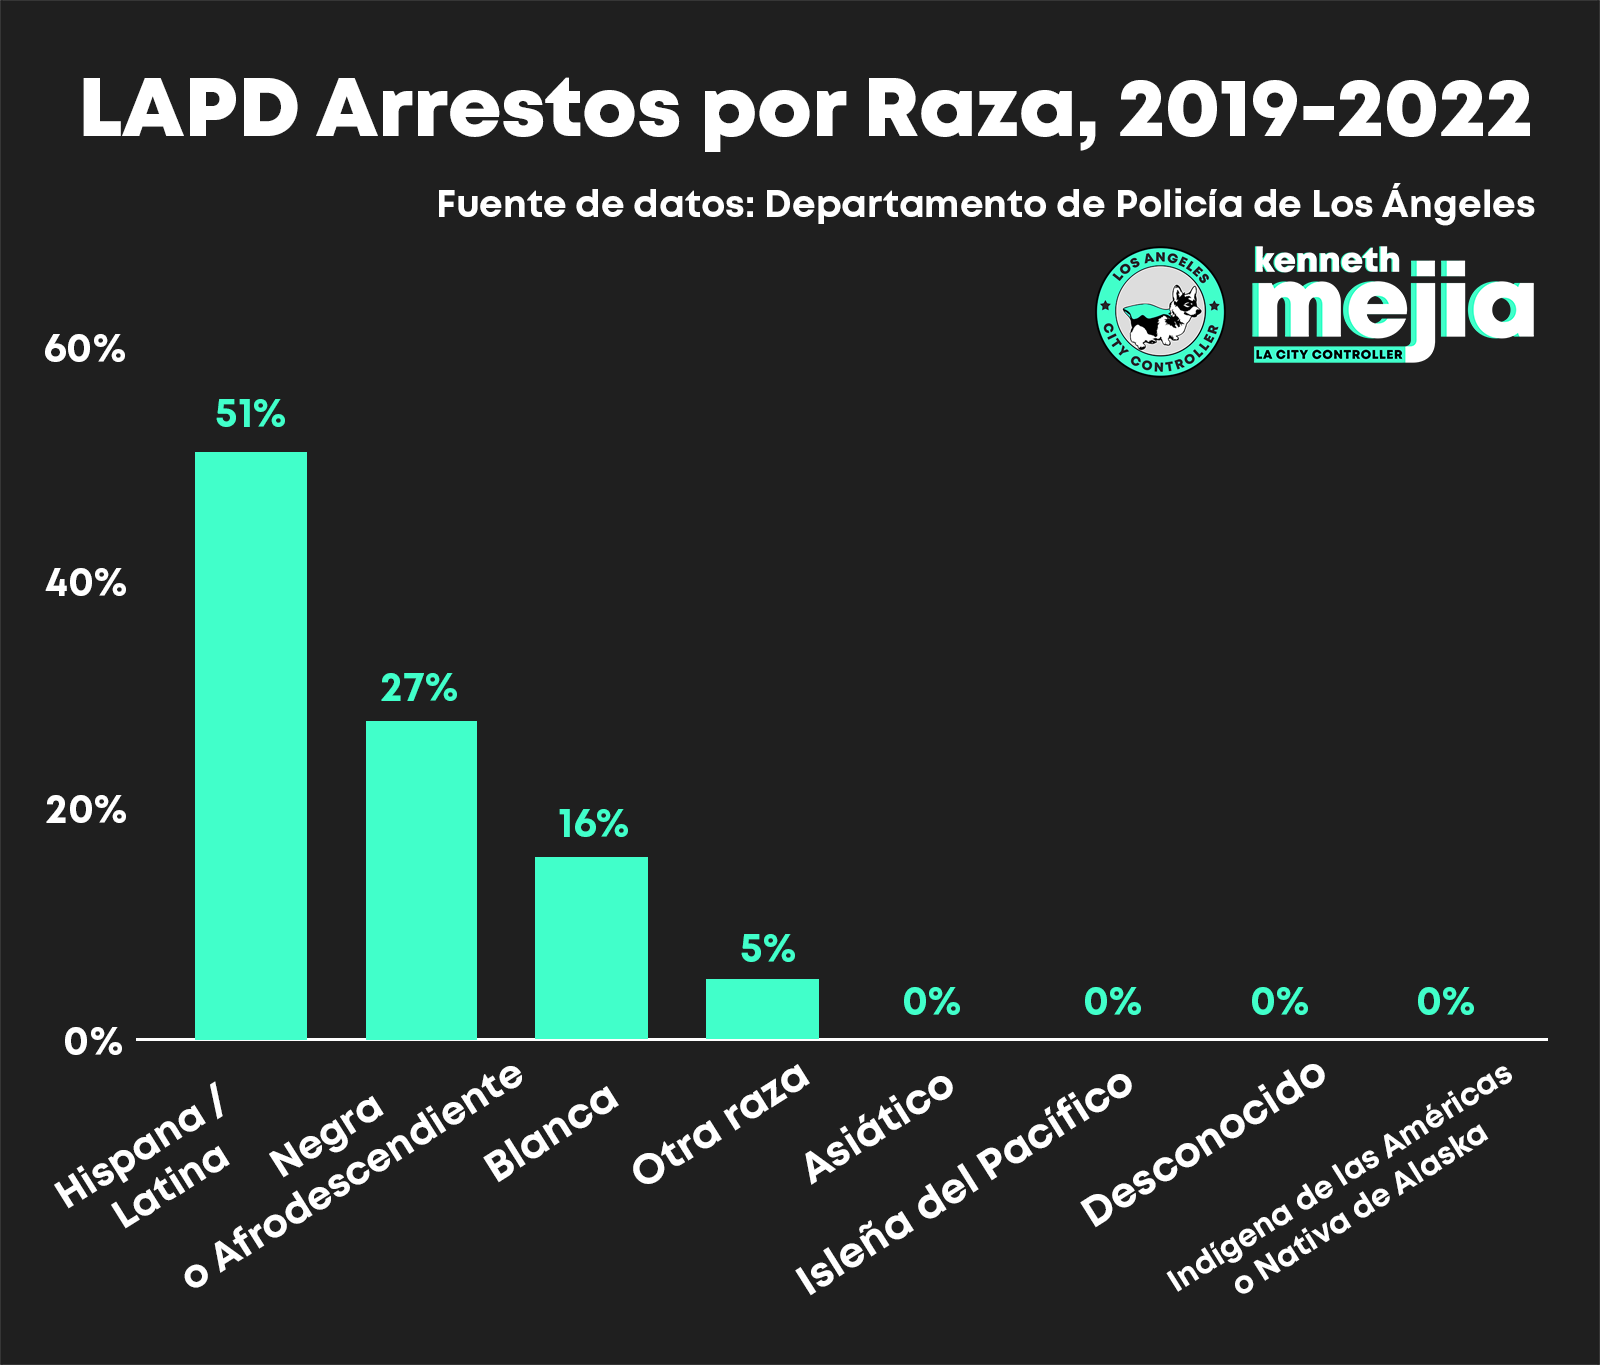 LAPD Arrestos por Raza, 2019-2022
Fuente de datos: Departamento de Policía de Los Ángeles
LOS ANGELES
CITY CONTROLLER
kenneth
mejia
LA CITY CONTROLLER
60%
40%
20%
0%
51%
27%
16%
5%
0%
0%
0%
0%
Hispana /
Latina
Negra
o Afrodescendiente
Blanca
Otra raza
Asiático
Isleña del Pacífico
Desconocido
Indígena de las Américas
o Nativa de Alaska